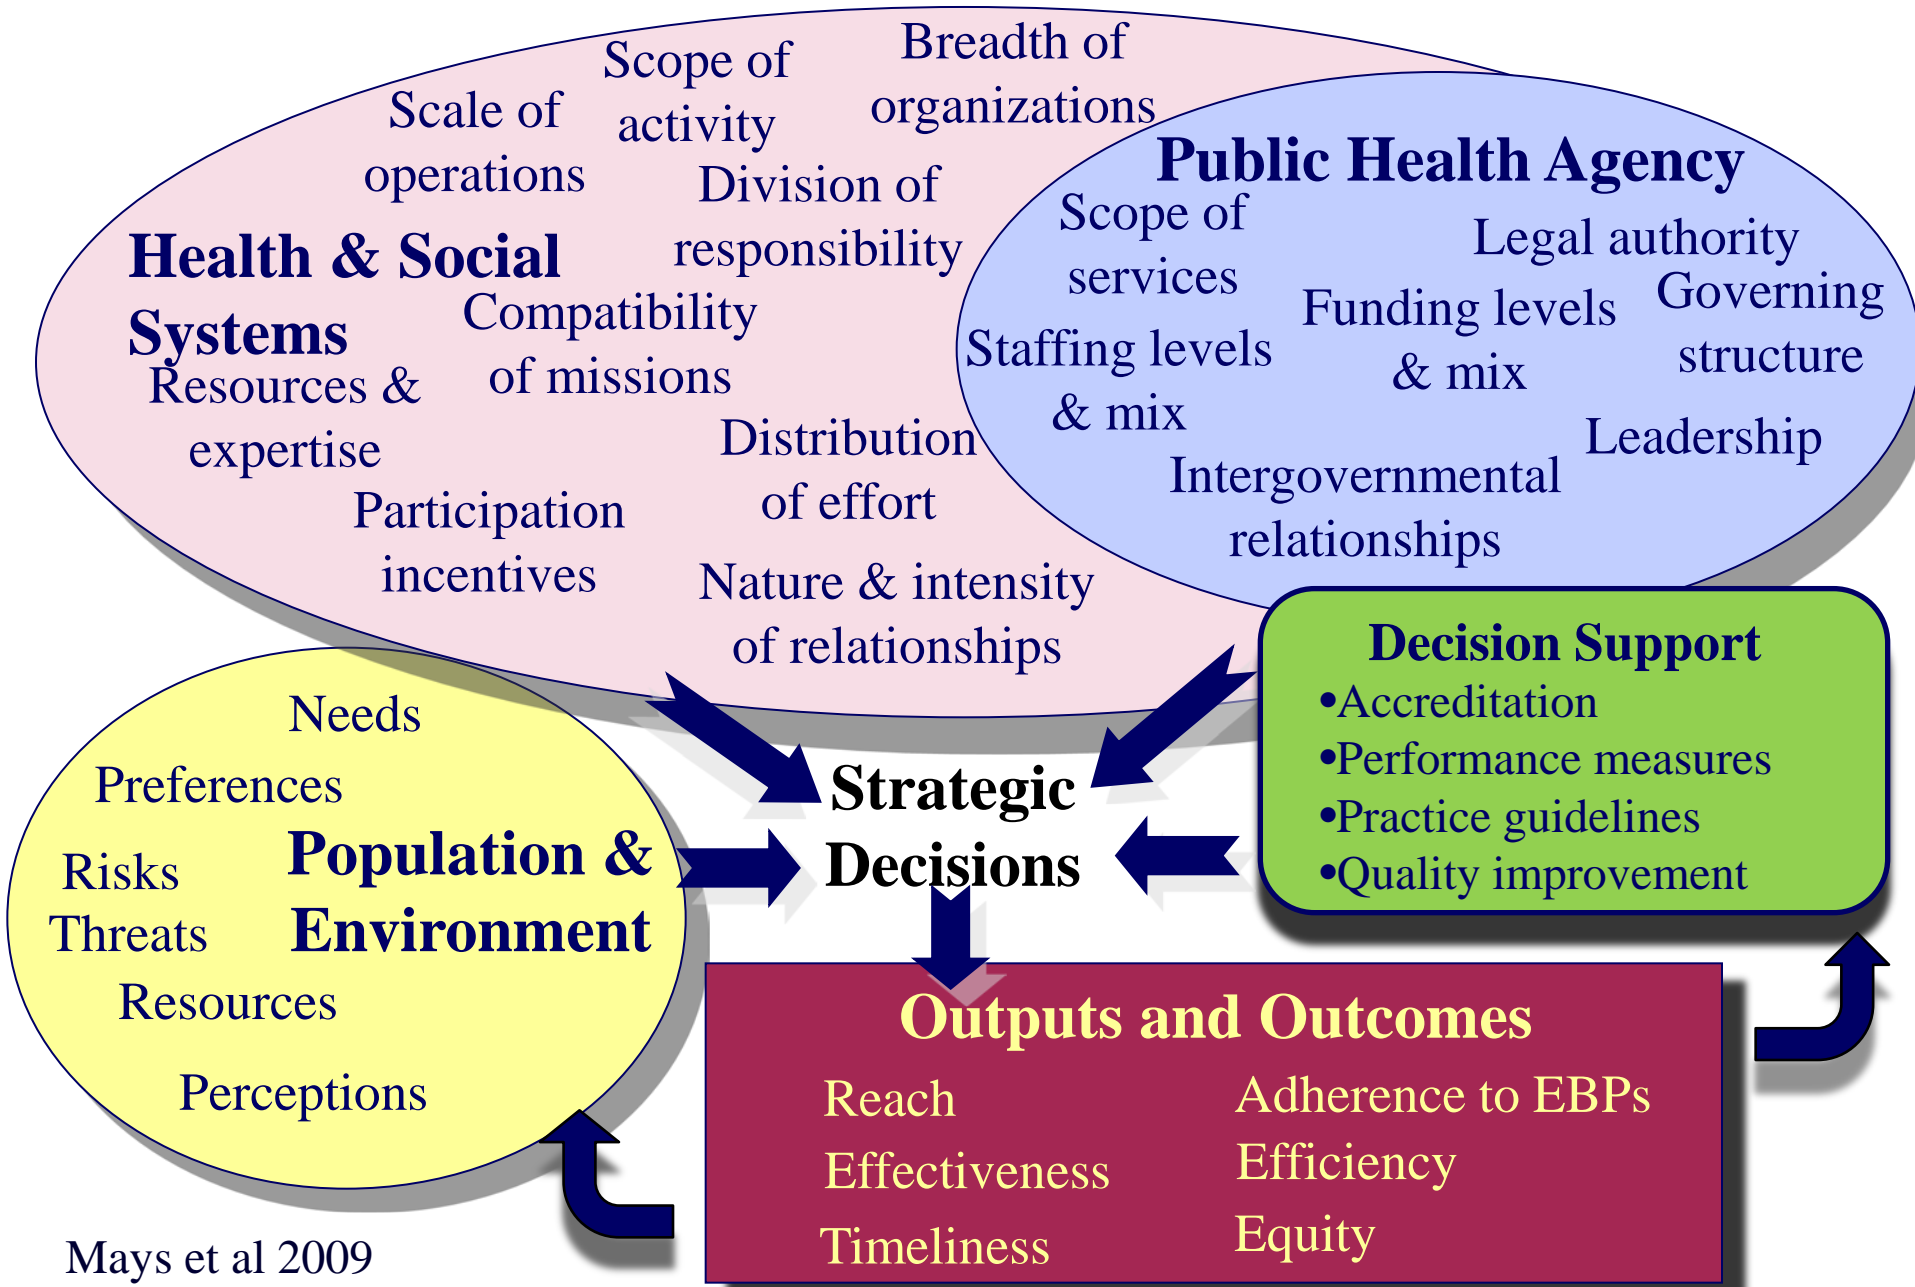 Breadth of
organizations
Scope of
activity
Scale of
operations
Division of
responsibility
Health & Social
Systems
Compatibility
of missions
Resources &
expertise
Distribution
of effort
Participation
incentives
Nature & intensity
of relationships
Public Health Agency
Scope of
services
Legal authority
Funding levels
& mix
Governing
structure
Staffing levels
& mix
Leadership
Intergovernmental
relationships
Decision Support
•Accreditation
•Performance measures
•Practice guidelines
•Quality improvement
Needs
Preferences
Population &
Environment
Risks
Threats
Resources
Perceptions
Strategic
Decisions
Outputs and Outcomes
Reach
Adherence to EBPs
Effectiveness
Efficiency
Timeliness
Equity
Mays et al 2009